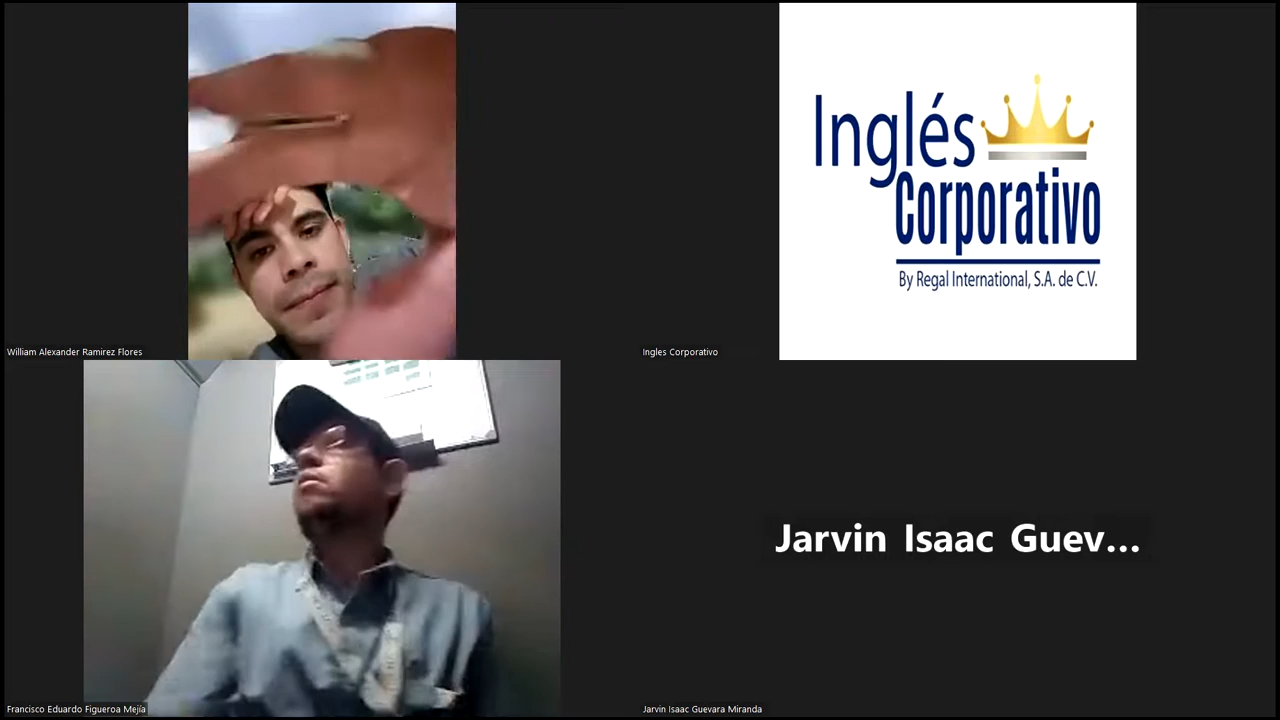 Inglés
Corporativo
By Regal International, S.A. de C.V.
William Alexander Ramirez Flores
Ingles Corporativo
Jarvin Isaac Guev...
Francisco Eduardo Figueroa Mejía
Jarvin Isaac Guevara Miranda